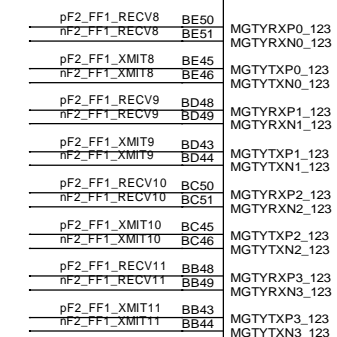 pF2_FF1_RECV8 BE50 MGTYRXP0_123
nF2_FF1_RECV8 BE51 MGTYRXN0_123
pF2_FF1_XMIT8 BE45 MGTYTXP0_123
nF2_FF1_XMIT8 BE46 MGTYTXN0_123
pF2_FF1_RECV9 BD48 MGTYRXP1_123
nF2_FF1_RECV9 BD49 MGTYRXN1_123
pF2_FF1_XMIT9 BD43 MGTYTXP1_123
nF2_FF1_XMIT9 BD44 MGTYTXN1_123
pF2_FF1_RECV10 BC50 MGTYRXP2_123
nF2_FF1_RECV10 BC51 MGTYRXN2_123
pF2_FF1_XMIT10 BC45 MGTYTXP2_123
nF2_FF1_XMIT10 BC46 MGTYTXN2_123
pF2_FF1_RECV11 BB48 MGTYRXP3_123
nF2_FF1_RECV11 BB49 MGTYRXN3_123
pF2_FF1_XMIT11 BB43 MGTYTXP3_123
nF2_FF1_XMIT11 BB44 MGTYTXN3_123